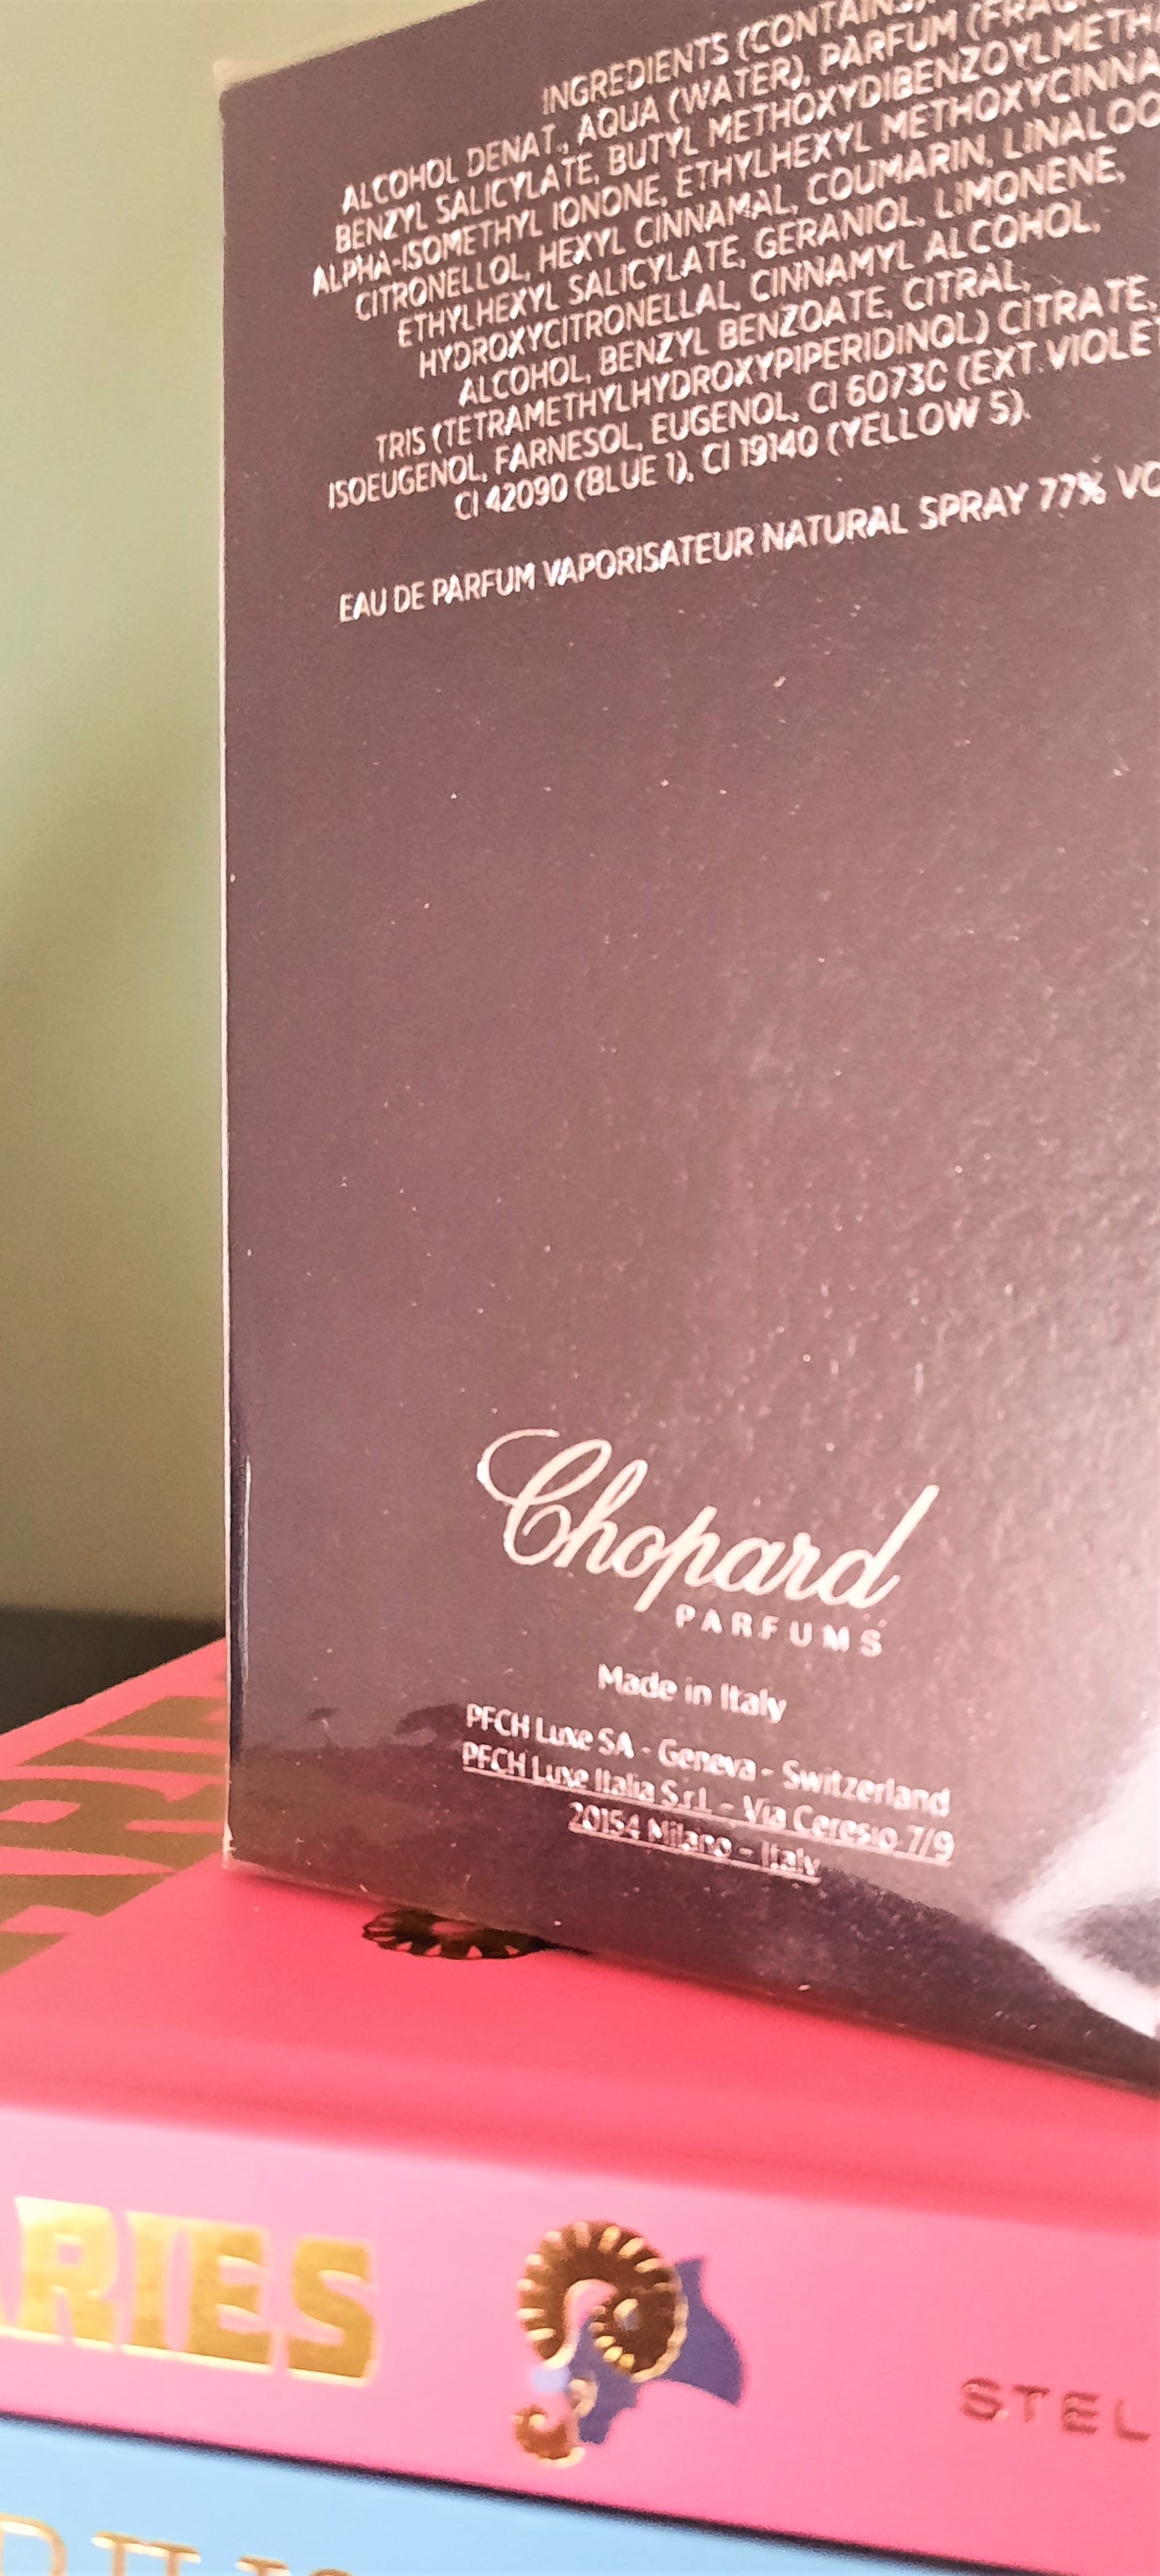 INGREDIENTS (CONTAINS)
ALCOHOL DENAT., AQUA (WATER), PARFUM (FRAG
BENZYL SALICYLATE, BUTYL METHOXYDIBENZOYLMETH
ALPHA-ISOMETHYL IONONE, ETHYLHEXYL METHOXYCINNA
CITRONELLOL, HEXYL CINNAMAL, COUMARIN, LINALOO
ETHYLHEXYL SALICYLATE, GERANIOL, LIMONENE,
HYDROXYCITRONELLAL, CINNAMYL ALCOHOL,
ALCOHOL, BENZYL BENZOATE, CITRAL,
TRIS (TETRAMETHYLHYDROXYPIPERIDINOL) CITRATE,
ISOEUGENOL, FARNESOL, EUGENOL, CI 60730 (EXT. VIOLE
CI 42090 (BLUE 1), CI 19140 (YELLOW 5).
EAU DE PARFUM VAPORISATEUR NATURAL SPRAY 77% VO
Chopard
PARFUMS
Made in Italy
PFCH Luxe SA - Geneva - Switzerland
PFCH Luxe Italia S.r.l. - Via Ceresio 7/9
20154 Milano - Italy
ARIES
STEL